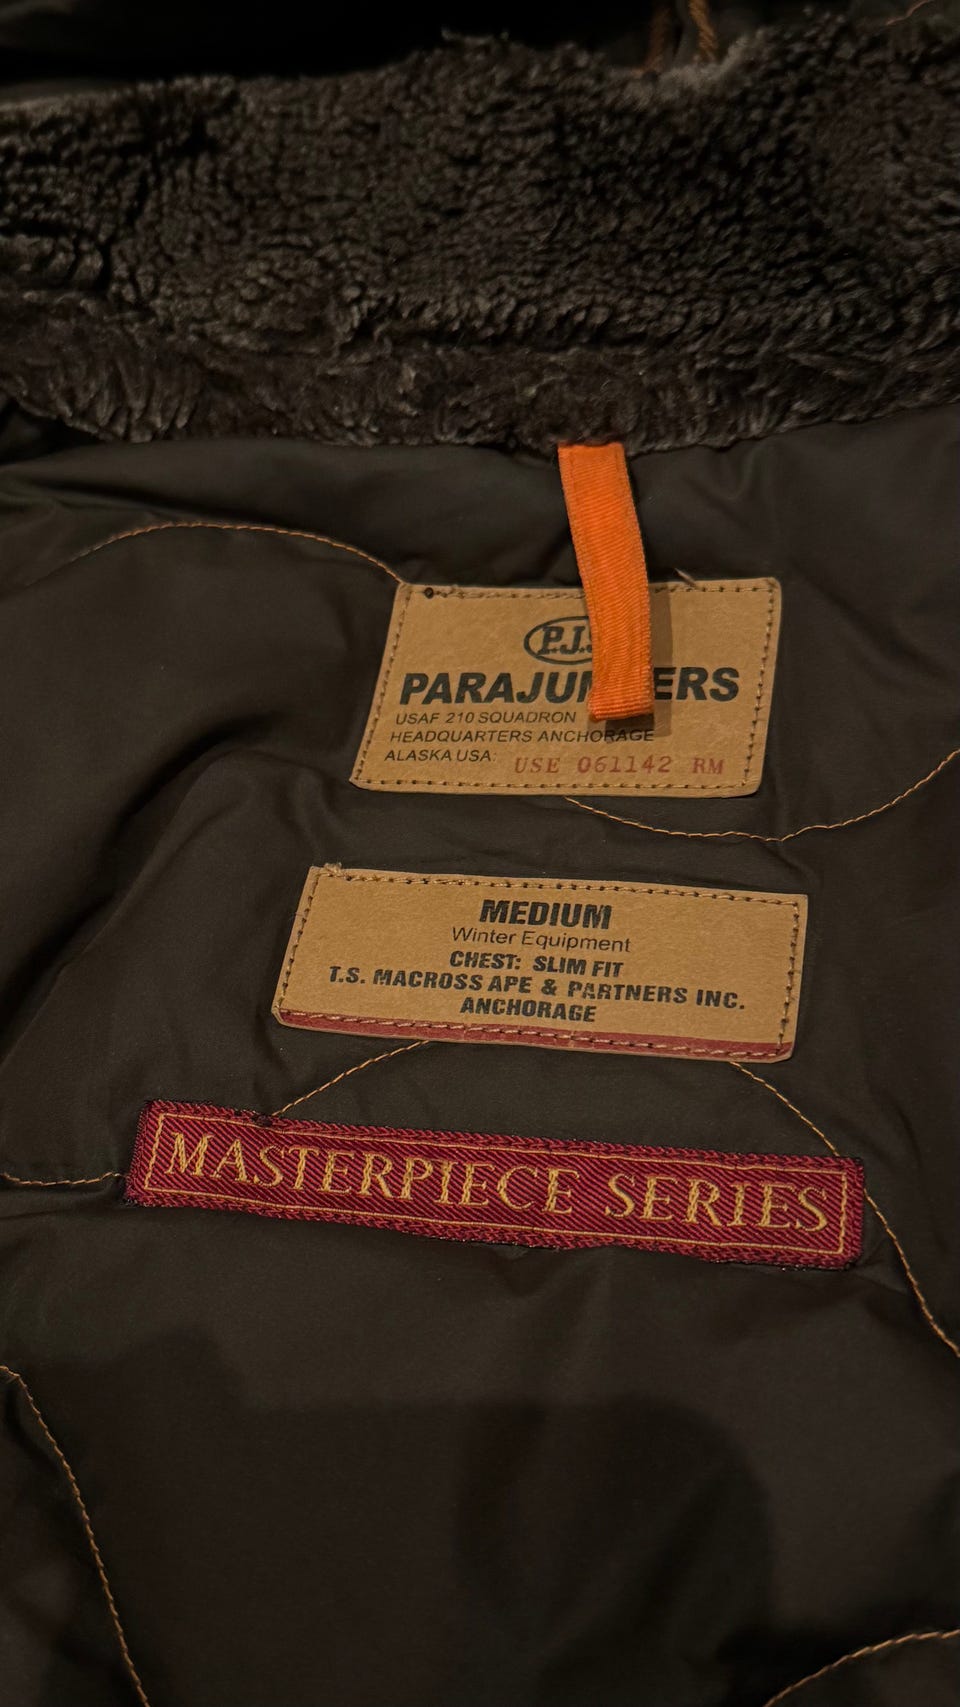 P.J.
PARAJUMPERS
USAF 210 SQUADRON
HEADQUARTERS ANCHORAGE
ALASKA USA: USE 061142 RM
MEDIUM
Winter Equipment
CHEST: SLIM FIT
T.S. MACROSS APE & PARTNERS INC.
ANCHORAGE
MASTERPIECE SERIES